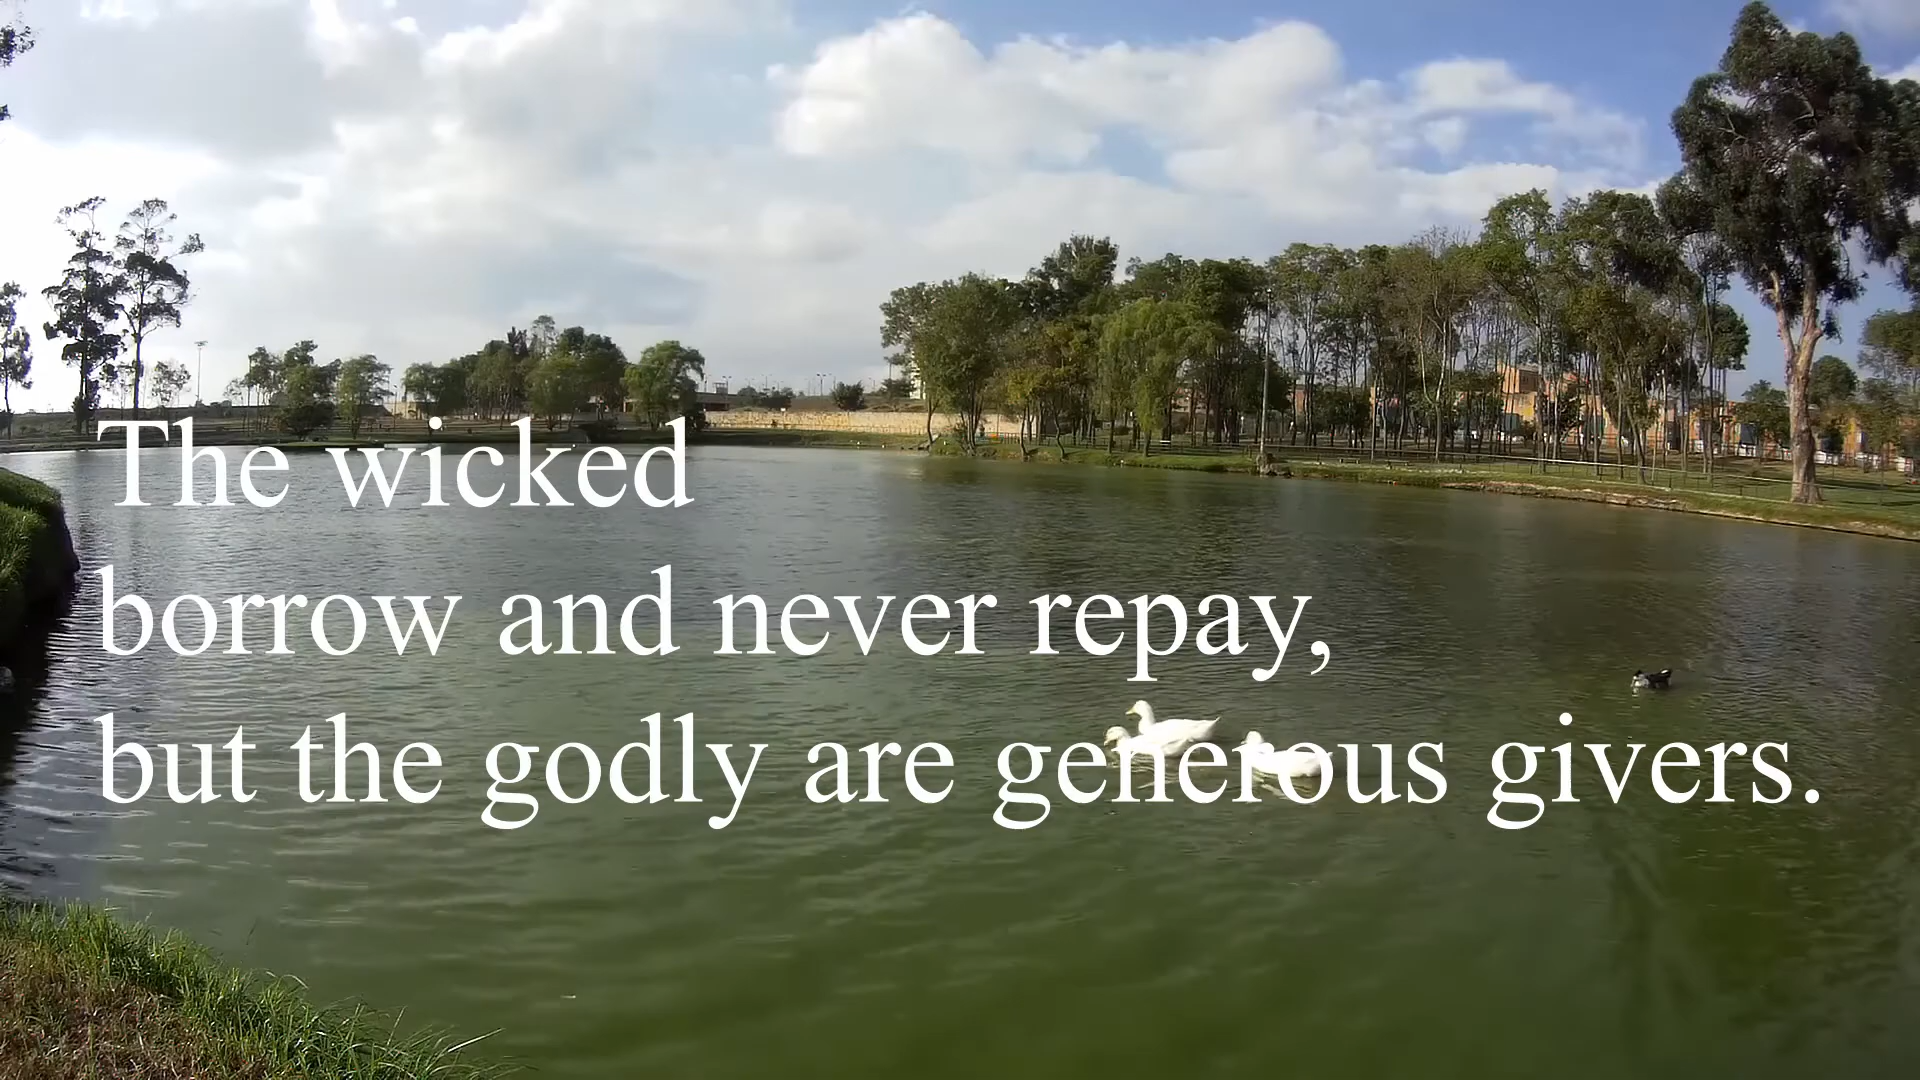 The wicked
borrow and never repay,
but the godly are generous givers.